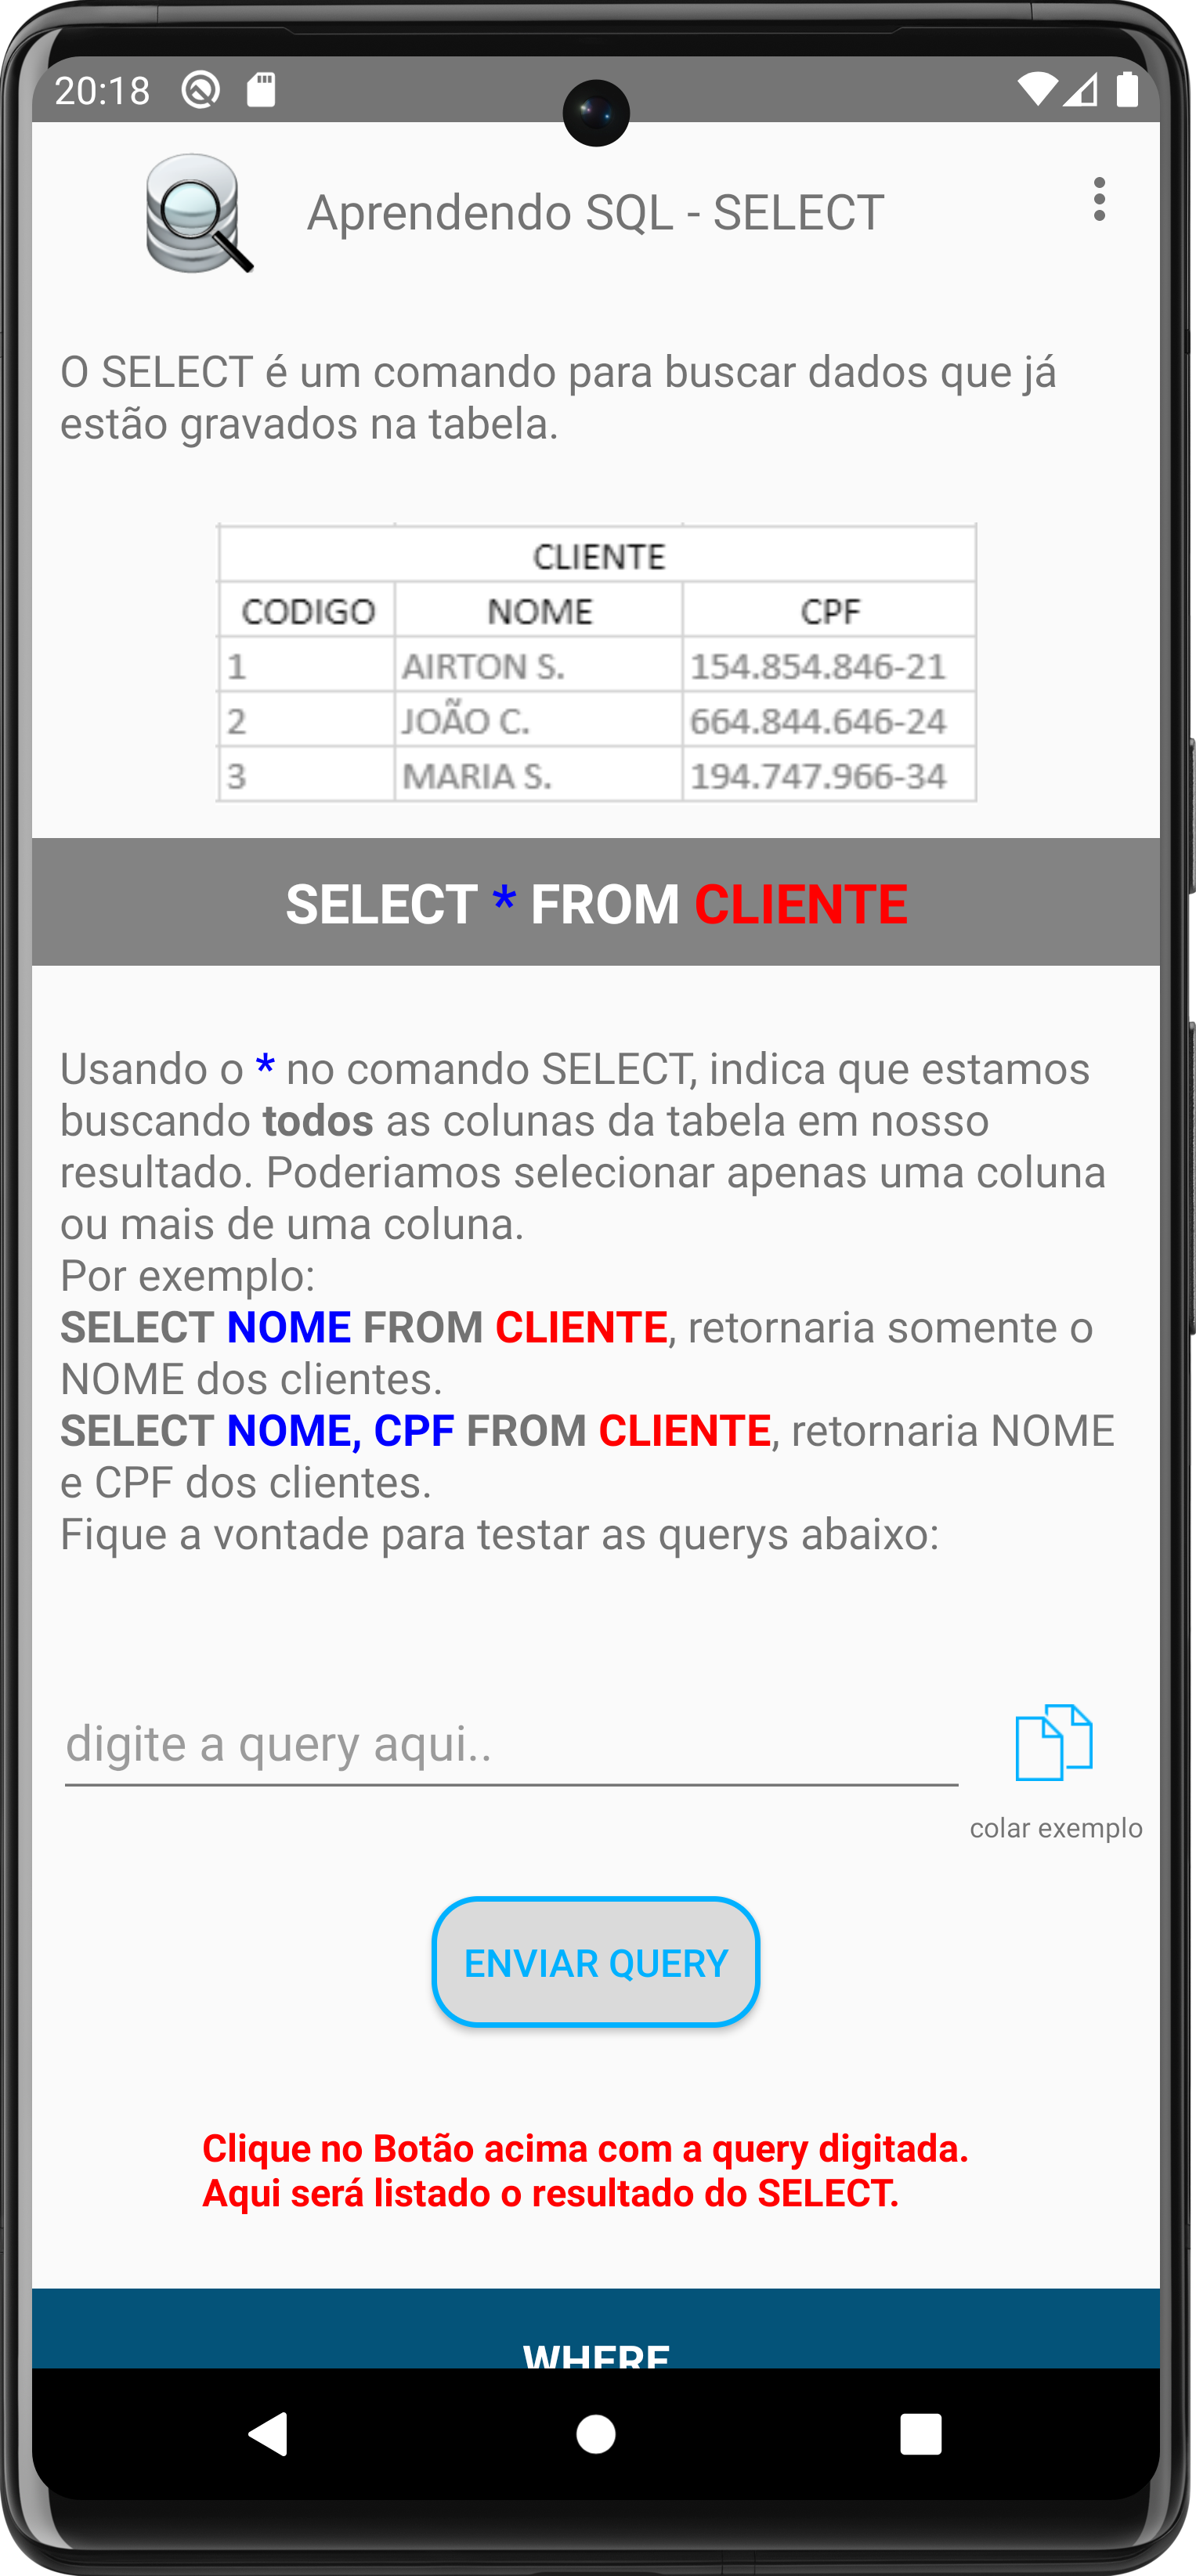 20:18
Aprendendo SQL - SELECT
O SELECT é um comando para buscar dados que já
estão gravados na tabela.
CLIENTE
CODIGO NOME CPF
1 AIRTON S. 154.854.846-21
2 JOÃO C. 664.844.646-24
3 MARIA S. 194.747.966-34
SELECT * FROM CLIENTE
Usando o * no comando SELECT, indica que estamos
buscando todos as colunas da tabela em nosso
resultado. Poderiamos selecionar apenas uma coluna
ou mais de uma coluna.
Por exemplo:
SELECT NOME FROM CLIENTE, retornaria somente o
NOME dos clientes.
SELECT NOME, CPF FROM CLIENTE, retornaria NOME
e CPF dos clientes.
Fique a vontade para testar as querys abaixo:
digite a query aqui..
colar exemplo
ENVIAR QUERY
Clique no Botão acima com a query digitada.
Aqui será listado o resultado do SELECT.
WHERE